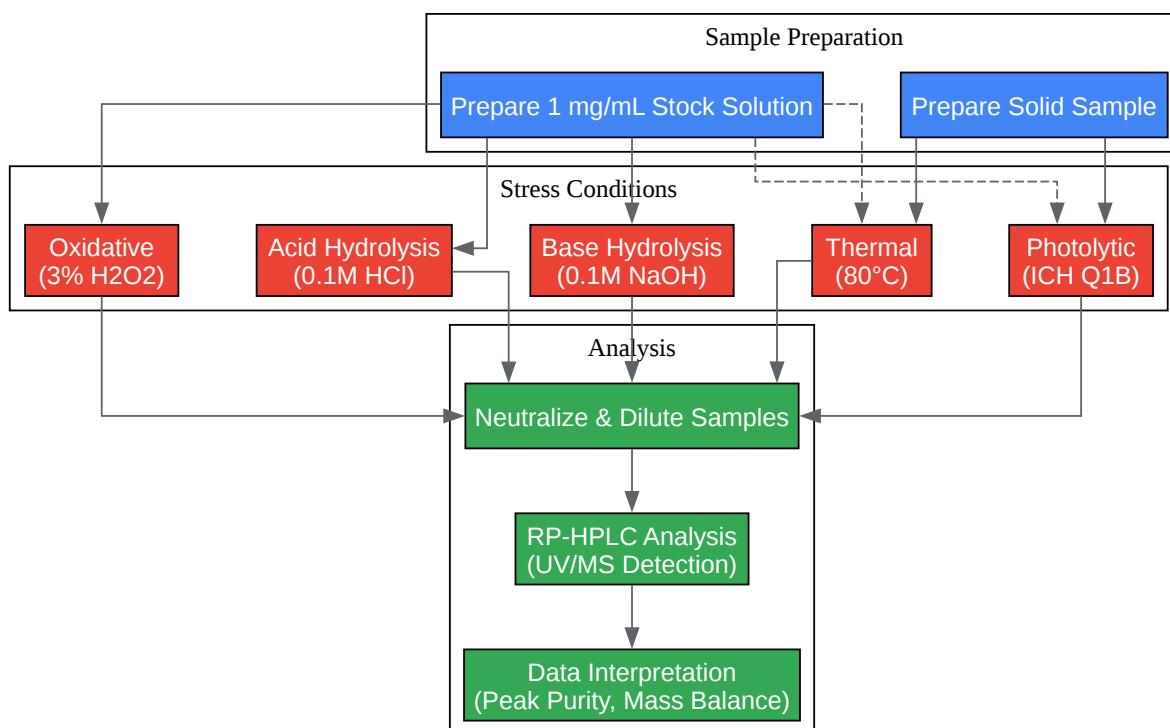 Sample Preparation
Prepare 1 mg/mL Stock Solution
Prepare Solid Sample
Stress Conditions
Oxidative
(3% H2O2)
Acid Hydrolysis
(0.1M HCl)
Base Hydrolysis
(0.1M NaOH)
Thermal
(80°C)
Photolytic
(ICH Q1B)
Analysis
Neutralize & Dilute Samples
RP-HPLC Analysis
(UV/MS Detection)
Data Interpretation
(Peak Purity, Mass Balance)